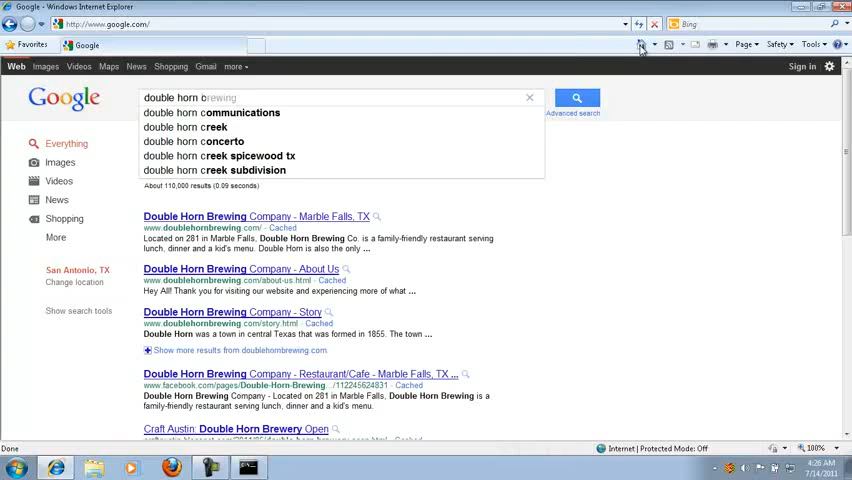 Google - Windows Internet Explorer
http://www.google.com/
Bing
Favorites
Google
Page
Safety
Tools
Web Images Videos Maps News Shopping Gmail more
Sign in
Google
double horn brewing
Advanced search
double horn communications
double horn creek
double horn concerto
double horn creek spicewood tx
double horn creek subdivision
About 110,000 results (0.09 seconds)
Everything
Images
Videos
News
Shopping
More
San Antonio, TX
Change location
Show search tools
Double Horn Brewing Company - Marble Falls, TX
www.doublehornbrewing.com/ - Cached
Located on 281 in Marble Falls, Double Horn Brewing Co. is a family-friendly restaurant serving
lunch, dinner and a kid's menu. Double Horn is also the only ...
Double Horn Brewing Company - About Us
www.doublehornbrewing.com/about-us.html - Cached
Hey All! Thank you for visiting our website and experiencing more of what ...
Double Horn Brewing Company - Story
www.doublehornbrewing.com/story.html - Cached
Double Horn was a town in central Texas that was formed in 1855. The town ...
Show more results from doublehornbrewing.com
Double Horn Brewing Company - Restaurant/Cafe - Marble Falls, TX ...
www.facebook.com/pages/Double-Horn-Brewing.../112245624831 - Cached
Double Horn Brewing Company - Located on 281 in Marble Falls, Double Horn Brewing Co. is a
family-friendly restaurant serving lunch, dinner and a kid's menu.
Craft Austin: Double Horn Brewery Open
Done
Internet | Protected Mode: Off
100%
4:26 AM
7/14/2011